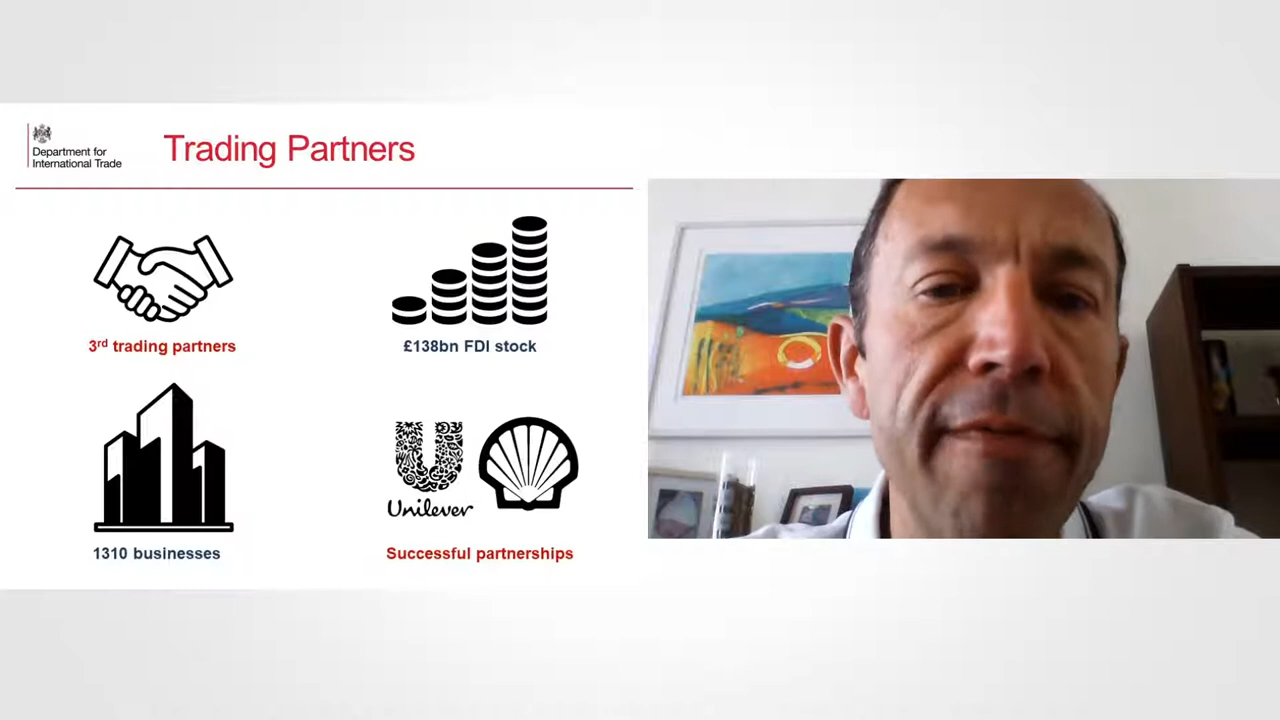 Department for
International Trade
Trading Partners
3rd trading partners
£138bn FDI stock
1310 businesses
Unilever
Successful partnerships